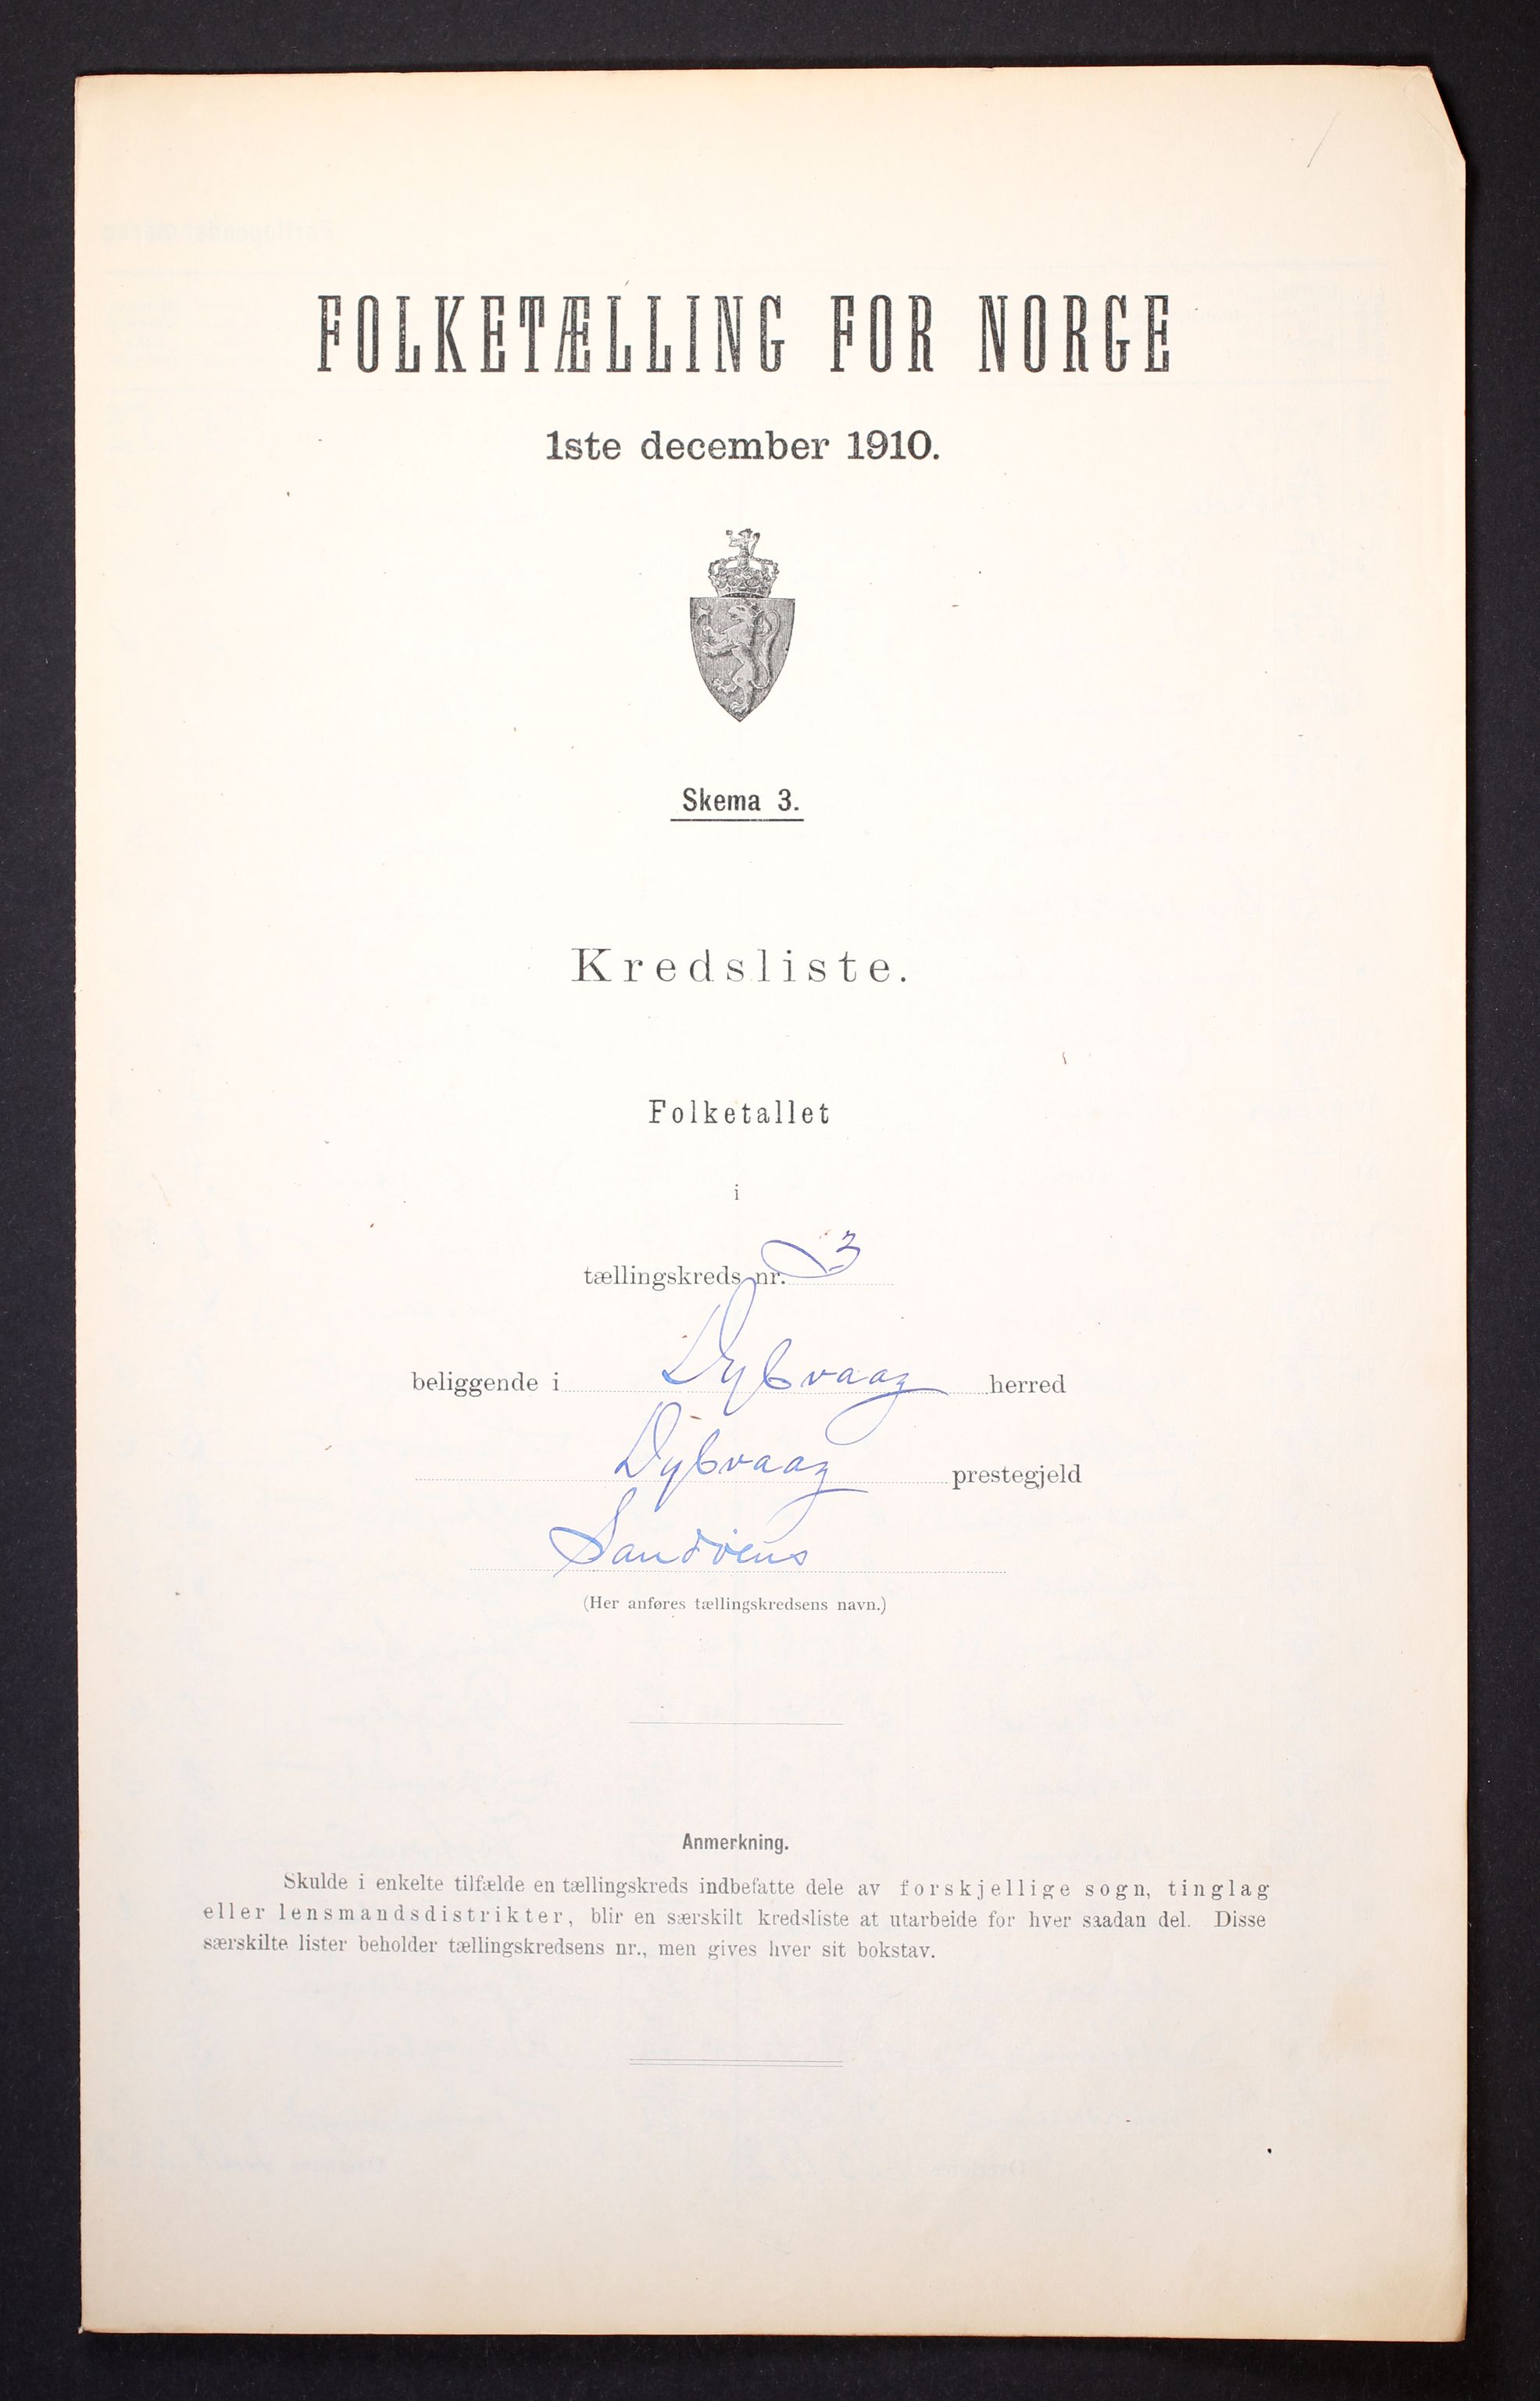 FOLKETÆLLING FOR NORGE
1ste december 1910.
Skema 3.
Kredsliste.
Folketallet
i
tællingskreds nr. 3
beliggende i Dybvaag herred
Dybvaag prestegjeld
Sandøens
(Her anføres tællingskredsens navn.)
Anmerkning.
Skulde i enkelte tilfælde en tællingskreds indbefatte dele av forskjellige sogn, tinglag
eller lensmandsdistrikter, blir en særskilt kredsliste at utarbeide for hver saadan del. Disse
særskilte lister beholder tællingskredsens nr., men gives hver sit bokstav.